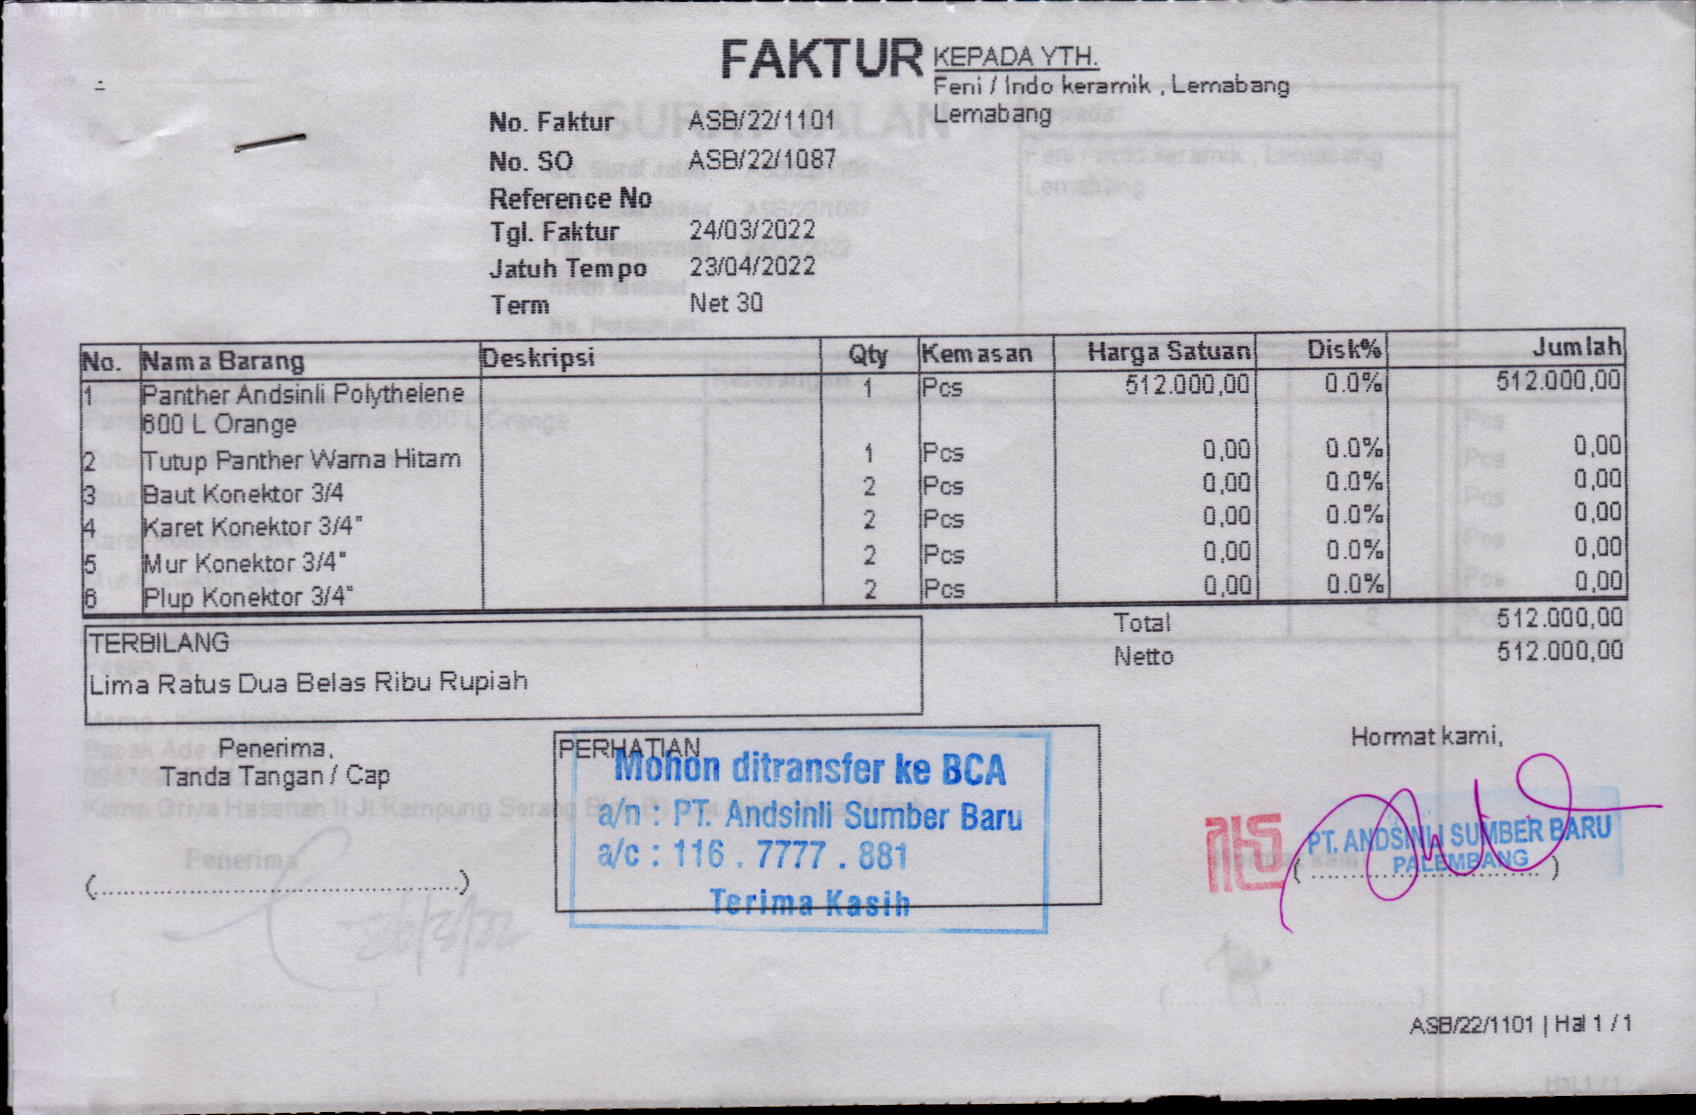 FAKTUR
KEPADA YTH.
Feni / Indo keramik , Lemabang
Lemabang
No. Faktur ASB/22/1101
No. SO ASB/22/1087
Reference No
Tgl. Faktur 24/03/2022
Jatuh Tempo 23/04/2022
Term Net 30
No. Nama Barang Deskripsi Qty Kemasan Harga Satuan Disk% Jumlah
1 Panther Andsinli Polythelene 1 Pcs 512.000,00 0.0% 512.000,00
600 L Orange
2 Tutup Panther Warna Hitam 1 Pcs 0,00 0.0% 0,00
3 Baut Konektor 3/4 2 Pcs 0,00 0.0% 0,00
4 Karet Konektor 3/4" 2 Pcs 0,00 0.0% 0,00
5 Mur Konektor 3/4" 2 Pcs 0,00 0.0% 0,00
6 Plup Konektor 3/4" 2 Pcs 0,00 0.0% 0,00
Total 512.000,00
Netto 512.000,00
TERBILANG
Lima Ratus Dua Belas Ribu Rupiah
Penerima,
Tanda Tangan / Cap
(...............................................)
PERHATIAN
Mohon ditransfer ke BCA
a/n : PT. Andsinli Sumber Baru
a/c : 116 . 7777 . 881
Terima Kasih
Hormat kami,
PT. ANDSINLI SUMBER BARU
PALEMBANG
( ............................... )
ASB/22/1101 | Hal 1 / 1